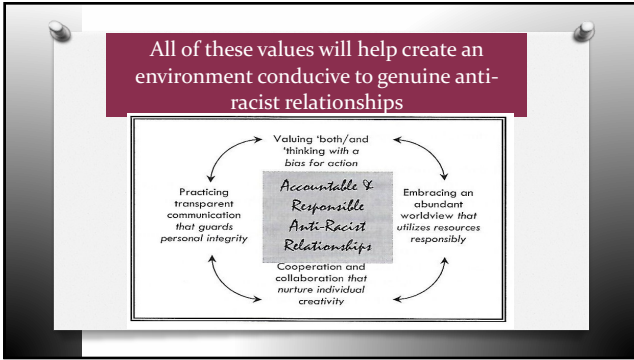 All of these values will help create an
environment conducive to genuine anti-
racist relationships
Valuing 'both/and
'thinking with a
bias for action
Practicing
transparent
communication
that guards
personal integrity
Accountable &
Responsible
Anti-Racist
Relationships
Embracing an
abundant
worldview that
utilizes resources
responsibly
Cooperation and
collaboration that
nurture individual
creativity